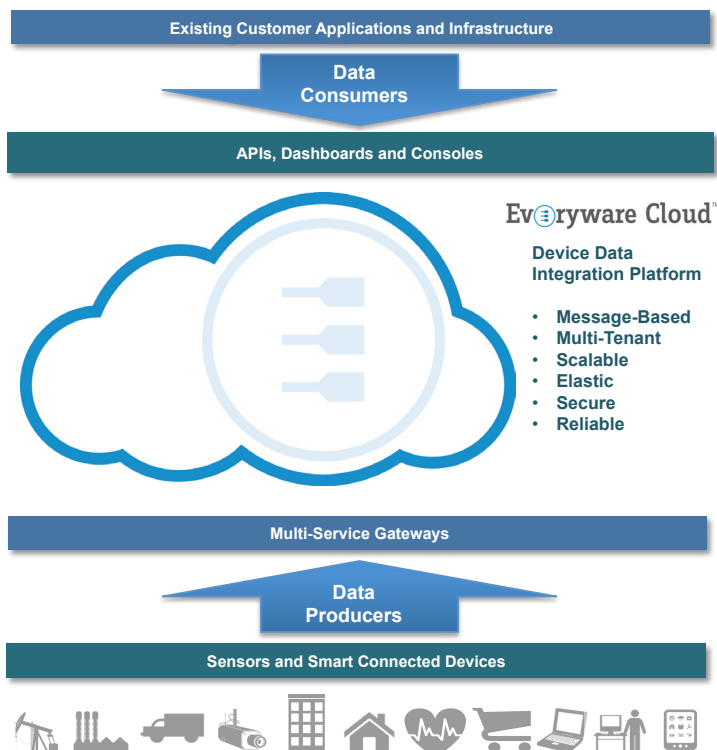 Existing Customer Applications and Infrastructure
Data
Consumers
APIs, Dashboards and Consoles
Everyware Cloud™
Device Data
Integration Platform
• Message-Based
• Multi-Tenant
• Scalable
• Elastic
• Secure
• Reliable
Multi-Service Gateways
Data
Producers
Sensors and Smart Connected Devices